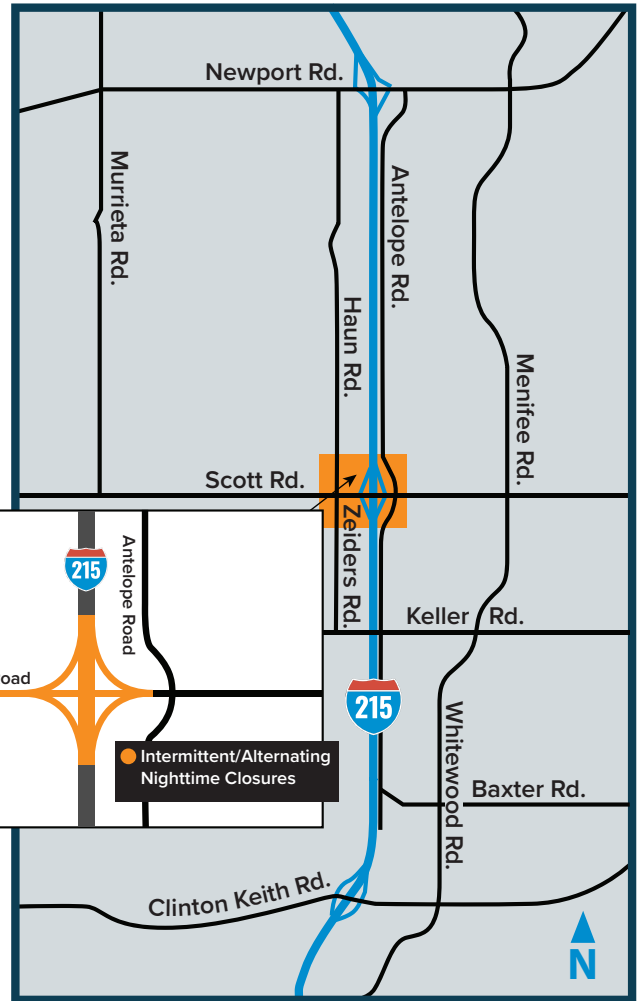 Newport Rd.
Murrieta Rd.
Antelope Rd.
Haun Rd.
Menifee Rd.
Scott Rd.
Zeiders Rd.
215
Antelope Road
oad
Keller Rd.
215
Intermittent/Alternating
Nighttime Closures
Whitewood Rd.
Baxter Rd.
Clinton Keith Rd.
N